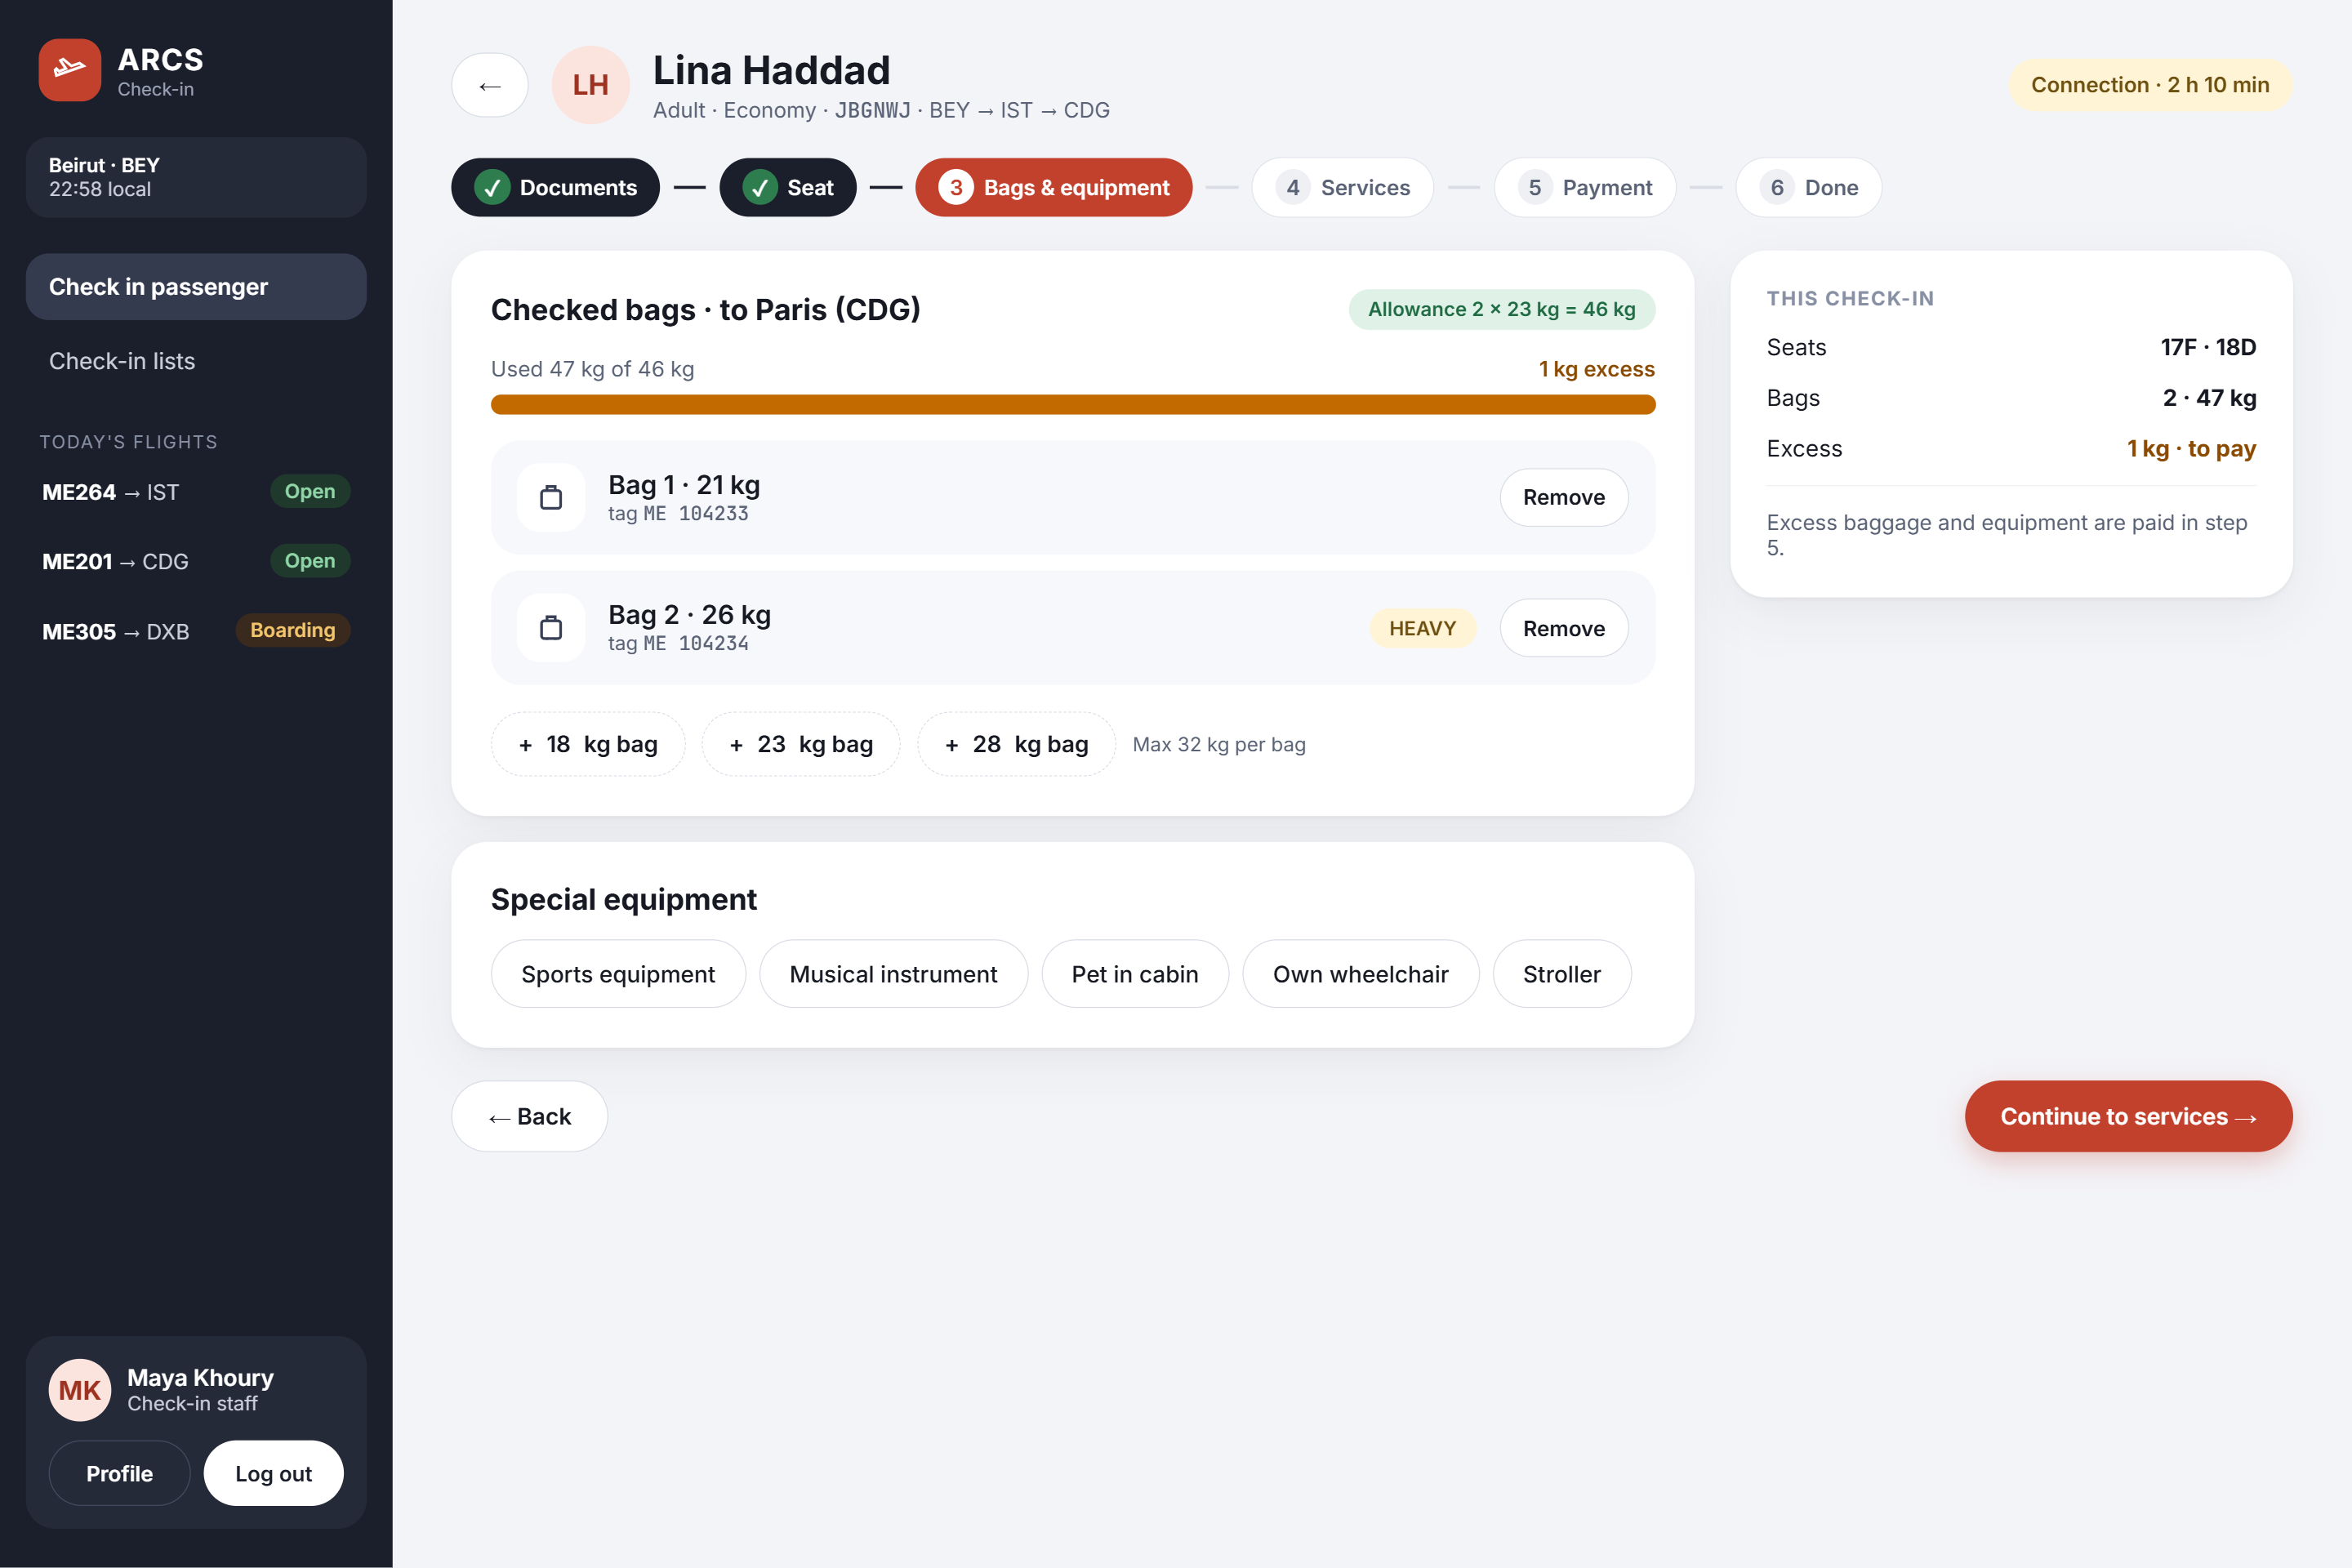 ARCS
Check-in
Beirut · BEY
22:58 local
Check in passenger
Check-in lists
TODAY'S FLIGHTS
ME264 → IST Open
ME201 → CDG Open
ME305 → DXB Boarding
MK
Maya Khoury
Check-in staff
Profile Log out
←
LH
Lina Haddad
Adult · Economy · JBGNWJ · BEY → IST → CDG
Connection · 2 h 10 min
✓ Documents ✓ Seat 3 Bags & equipment 4 Services 5 Payment 6 Done
Checked bags · to Paris (CDG)
Allowance 2 × 23 kg = 46 kg
Used 47 kg of 46 kg
1 kg excess
Bag 1 · 21 kg
tag ME 104233
Remove
Bag 2 · 26 kg
tag ME 104234
HEAVY
Remove
+ 18 kg bag + 23 kg bag + 28 kg bag Max 32 kg per bag
Special equipment
Sports equipment Musical instrument Pet in cabin Own wheelchair Stroller
THIS CHECK-IN
Seats 17F · 18D
Bags 2 · 47 kg
Excess 1 kg · to pay
Excess baggage and equipment are paid in step
5.
← Back
Continue to services →